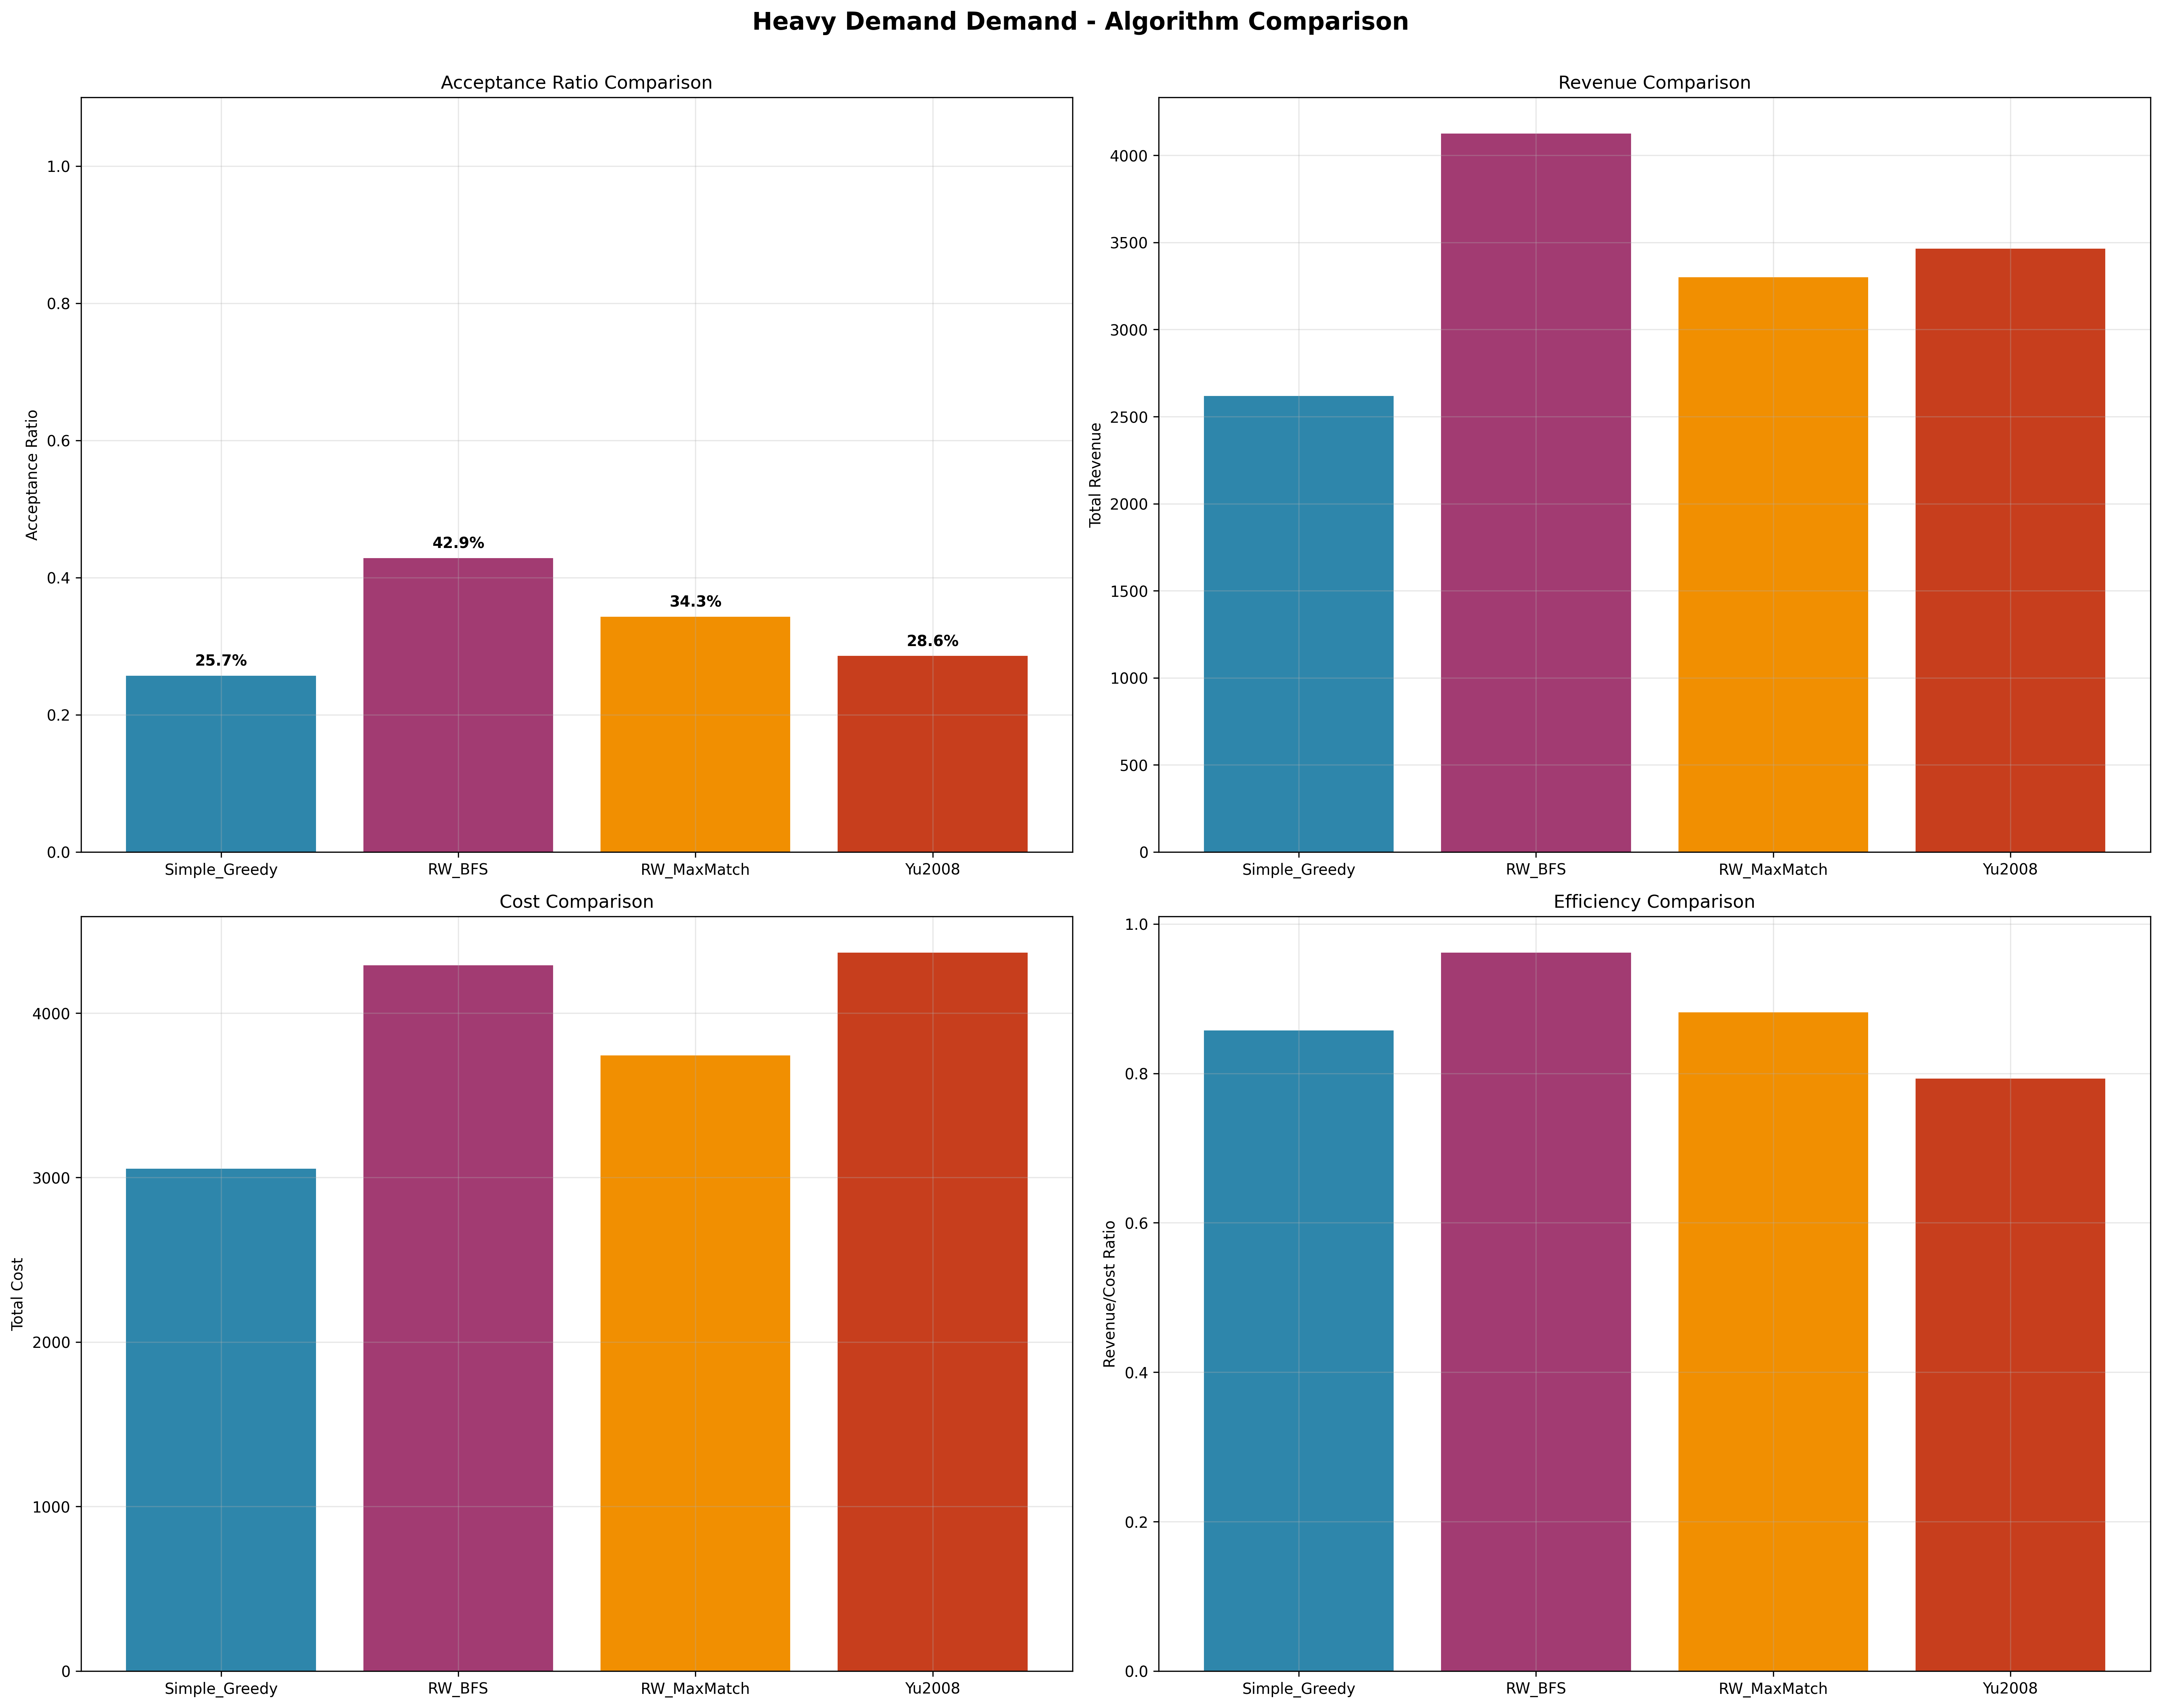 Heavy Demand Demand - Algorithm Comparison
Acceptance Ratio Comparison
Acceptance Ratio
1.0
0.8
0.6
0.4
0.2
0.0
25.7%
42.9%
34.3%
28.6%
Simple_Greedy
RW_BFS
RW_MaxMatch
Yu2008
Revenue Comparison
Total Revenue
4000
3500
3000
2500
2000
1500
1000
500
0
Simple_Greedy
RW_BFS
RW_MaxMatch
Yu2008
Cost Comparison
Total Cost
4000
3000
2000
1000
0
Simple_Greedy
RW_BFS
RW_MaxMatch
Yu2008
Efficiency Comparison
Revenue/Cost Ratio
1.0
0.8
0.6
0.4
0.2
0.0
Simple_Greedy
RW_BFS
RW_MaxMatch
Yu2008